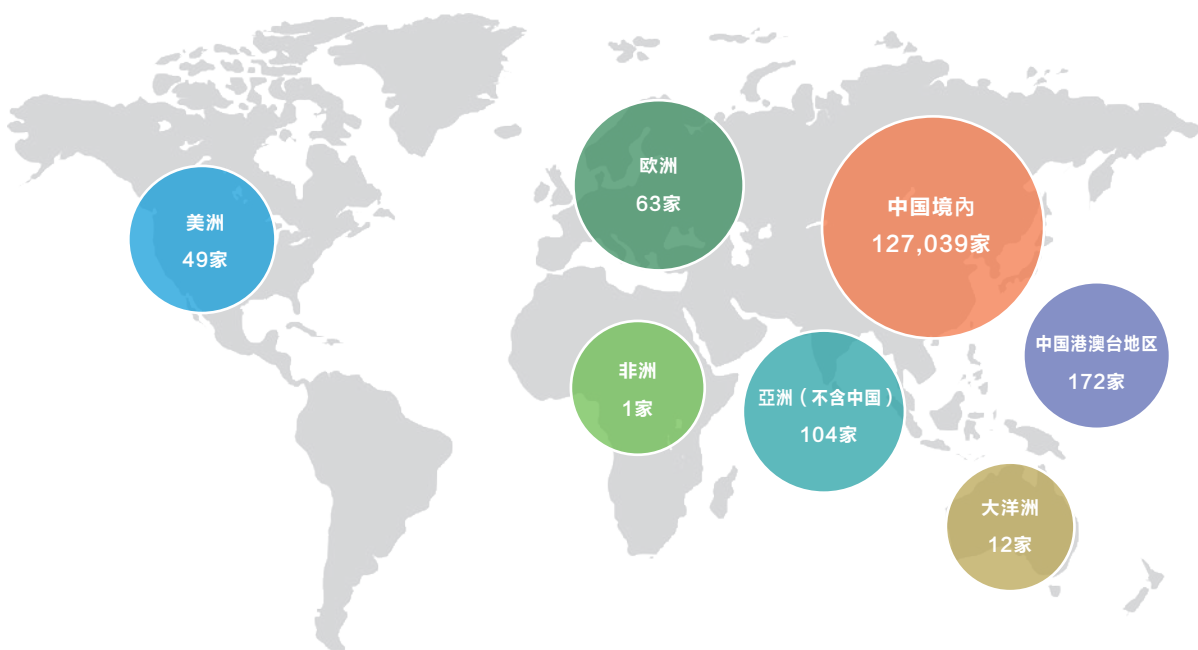 欧洲
63家
中国境內
127,039家
美洲
49家
中国港澳台地区
172家
非洲
1家
亞洲（不含中国）
104家
大洋洲
12家